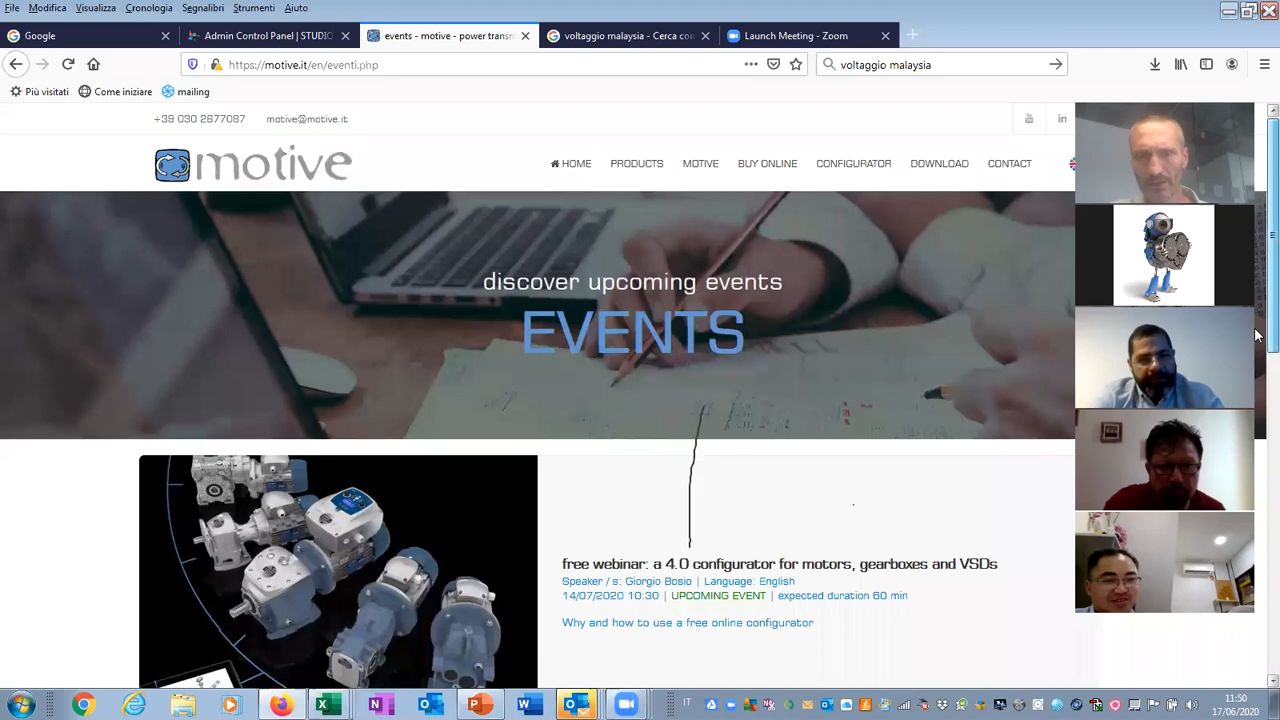 File Modifica Visualizza Cronologia Segnalibri Strumenti Aiuto
Google
Admin Control Panel | STUDIO
events - motive - power transm
voltaggio malaysia - Cerca con
Launch Meeting - Zoom
https://motive.it/en/eventi.php
voltaggio malaysia
Più visitati Come iniziare mailing
+39 030 2677087 motive@motive.it
motive
HOME PRODUCTS MOTIVE BUY ONLINE CONFIGURATOR DOWNLOAD CONTACT
discover upcoming events
EVENTS
free webinar: a 4.0 configurator for motors, gearboxes and VSDs
Speaker / s: Giorgio Bosio | Language: English
14/07/2020 10:30 | UPCOMING EVENT | expected duration 60 min
Why and how to use a free online configurator
IT
11:50
17/06/2020